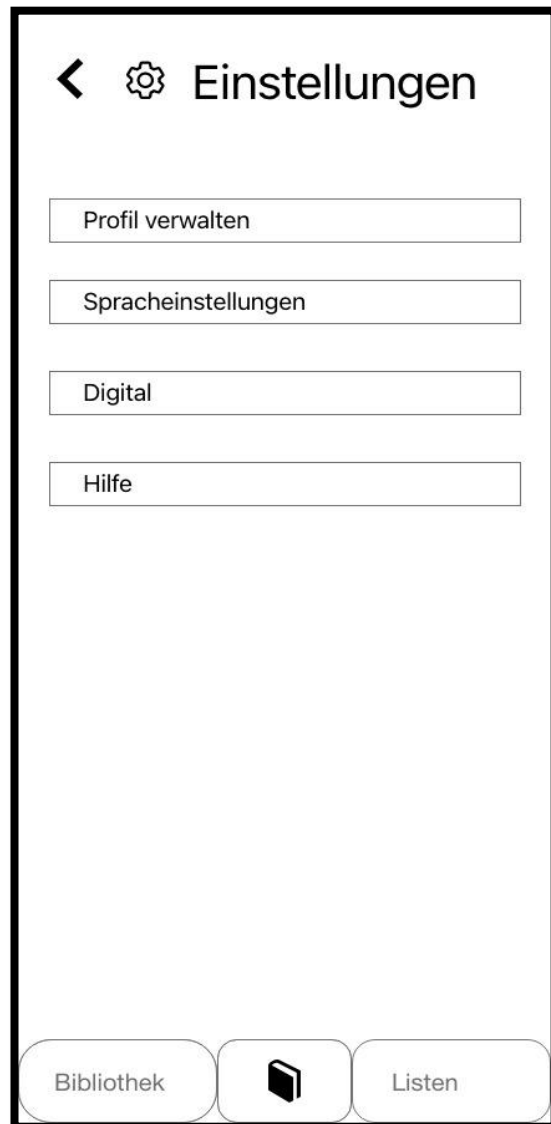 Einstellungen
Profil verwalten
Spracheinstellungen
Digital
Hilfe
Bibliothek
Listen